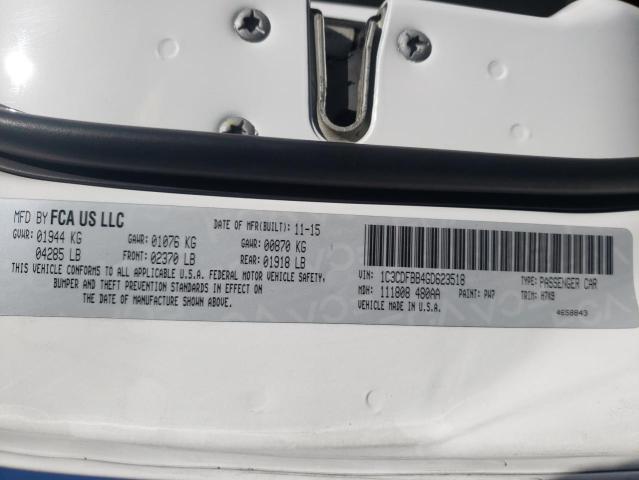 MFD BY FCA US LLC DATE OF MFR(BUILT): 11-15
GVWR: 01944 KG GAWR: 01076 KG GAWR: 00870 KG
04285 LB FRONT: 02370 LB REAR: 01918 LB
THIS VEHICLE CONFORMS TO ALL APPLICABLE U.S.A. FEDERAL MOTOR VEHICLE SAFETY,
BUMPER, AND THEFT PREVENTION STANDARDS IN EFFECT ON
THE DATE OF MANUFACTURE SHOWN ABOVE.
VIN: 1C3CDFBB4GD623518 TYPE: PASSENGER CAR
MDH: 111808 480AA PAINT: PW7 TRIM: H7X9
VEHICLE MADE IN U.S.A. 4658843